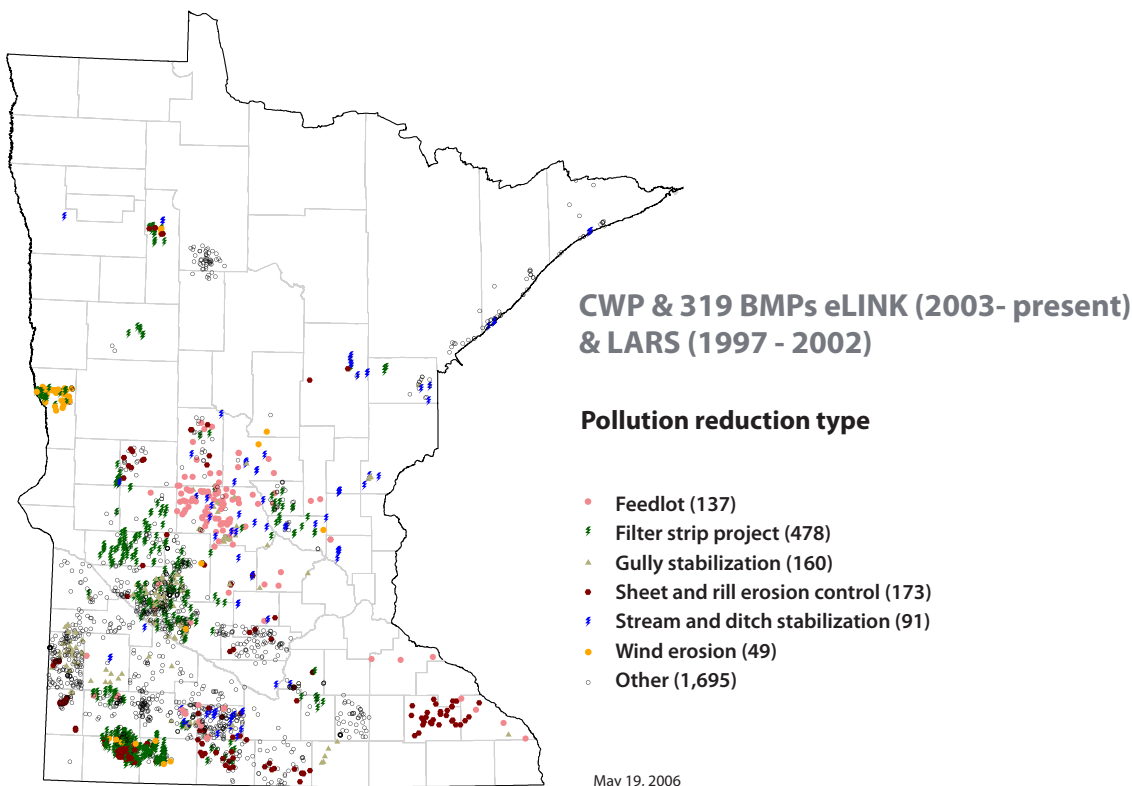 CWP & 319 BMPs eLINK (2003- present)
& LARS (1997 - 2002)
Pollution reduction type
Feedlot (137)
Filter strip project (478)
Gully stabilization (160)
Sheet and rill erosion control (173)
Stream and ditch stabilization (91)
Wind erosion (49)
Other (1,695)
May 19, 2006